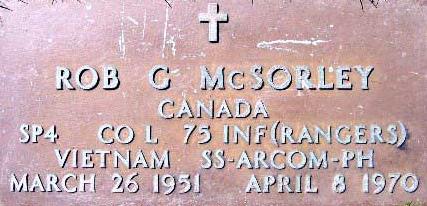 ROB G McSORLEY
CANADA
SP4 CO L 75 INF (RANGERS)
VIETNAM SS-ARCOM-PH
MARCH 26 1951 APRIL 8 1970